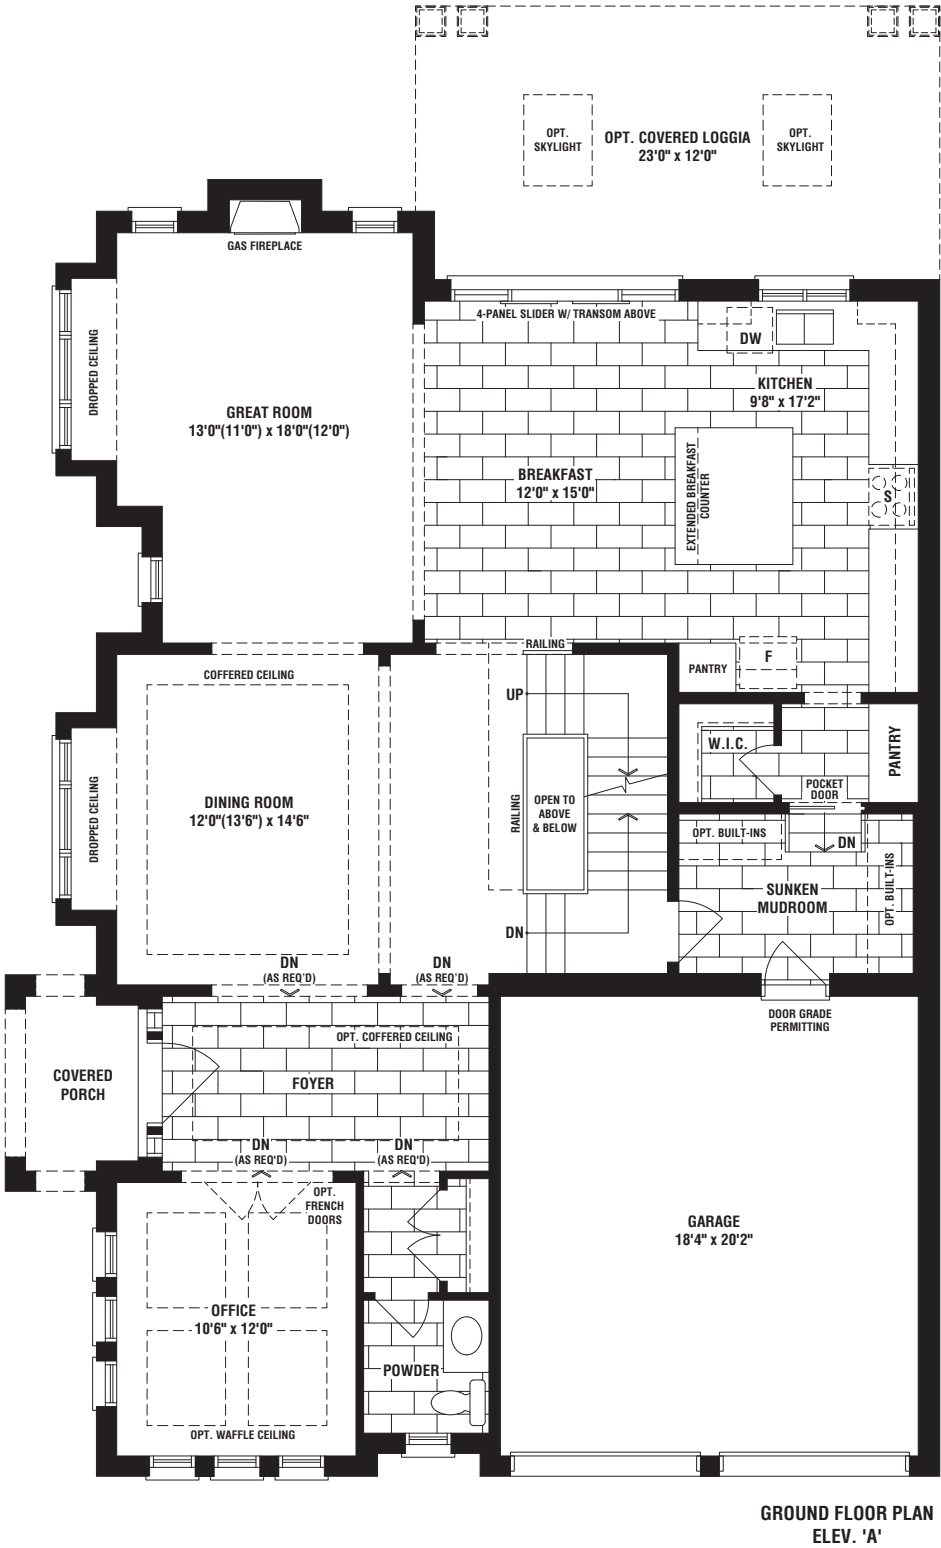 OPT.
SKYLIGHT
OPT. COVERED LOGGIA
23'0" x 12'0"
OPT.
SKYLIGHT
GAS FIREPLACE
4-PANEL SLIDER W/ TRANSOM ABOVE
DW
DROPPED CEILING
GREAT ROOM
13'0"(11'0") x 18'0"(12'0")
KITCHEN
9'8" x 17'2"
BREAKFAST
12'0" x 15'0"
EXTENDED BREAKFAST
COUNTER
S
RAILING
PANTRY
F
COFFERED CEILING
UP
W.I.C.
PANTRY
POCKET
DOOR
DROPPED CEILING
DINING ROOM
12'0"(13'6") x 14'6"
RAILING
OPEN TO
ABOVE
& BELOW
OPT. BUILT-INS
DN
SUNKEN
MUDROOM
OPT. BUILT-INS
DN
DN
(AS REQ'D)
DN
(AS REQ'D)
DOOR GRADE
PERMITTING
OPT. COFFERED CEILING
COVERED
PORCH
FOYER
DN
(AS REQ'D)
DN
(AS REQ'D)
OPT.
FRENCH
DOORS
GARAGE
18'4" x 20'2"
OFFICE
10'6" x 12'0"
POWDER
OPT. WAFFLE CEILING
GROUND FLOOR PLAN
ELEV. 'A'